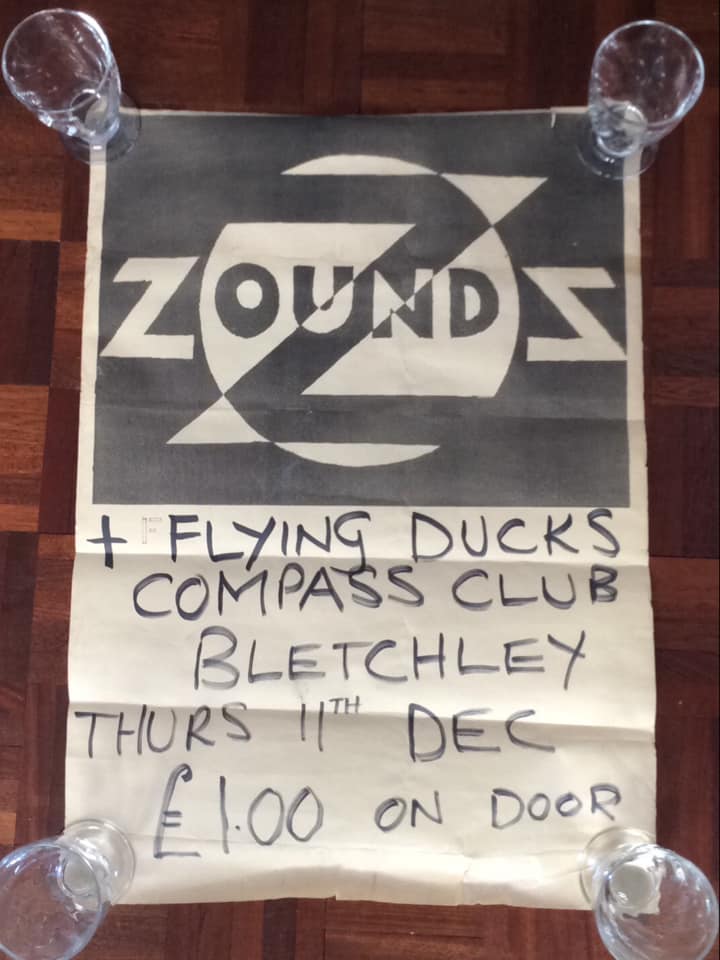 ZOUNDS
+ FLYING DUCKS
COMPASS CLUB
BLETCHLEY
THURS 11TH DEC
£1.00 ON DOOR